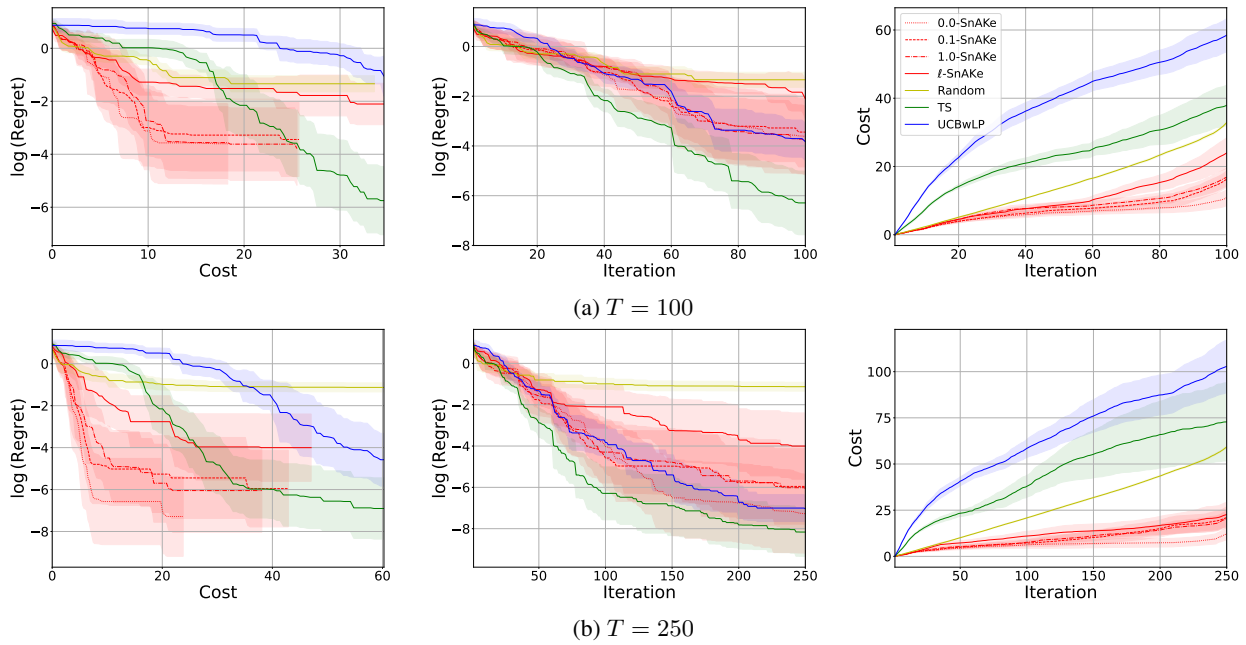 0
−2
−4
−6
log (Regret)
0 10 20 30
Cost
2
0
−2
−4
−6
−8
log (Regret)
20 40 60 80 100
Iteration
60
40
20
0
Cost
20 40 60 80 100
Iteration
0.0-SnAKe
0.1-SnAKe
1.0-SnAKe
ℓ-SnAKe
Random
TS
UCBwLP
(a) T = 100
0
−2
−4
−6
−8
log (Regret)
0 20 40 60
Cost
0
−2
−4
−6
−8
log (Regret)
50 100 150 200 250
Iteration
100
75
50
25
0
Cost
50 100 150 200 250
Iteration
(b) T = 250